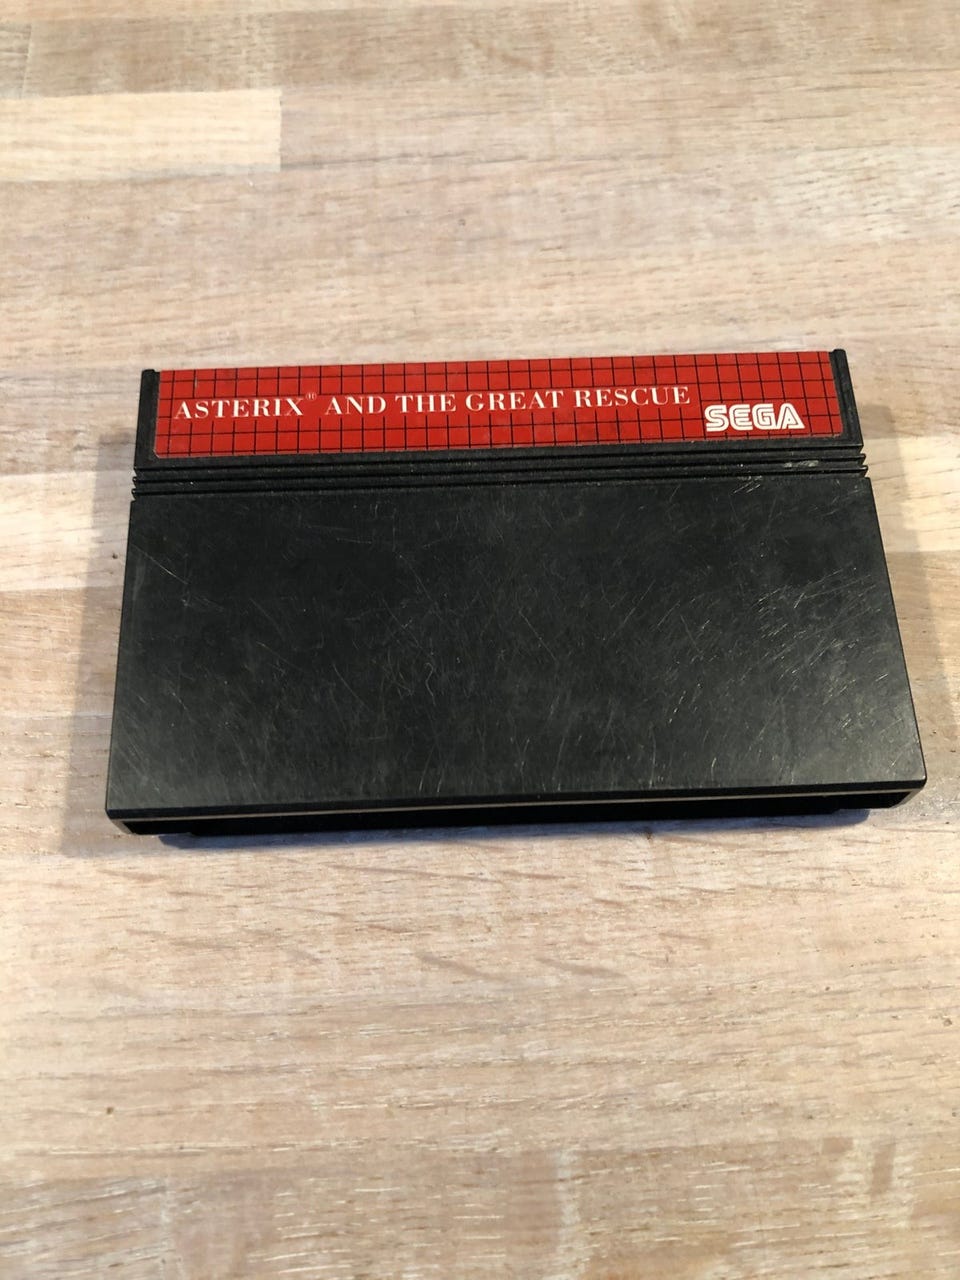 ASTERIX® AND THE GREAT RESCUE
SEGA